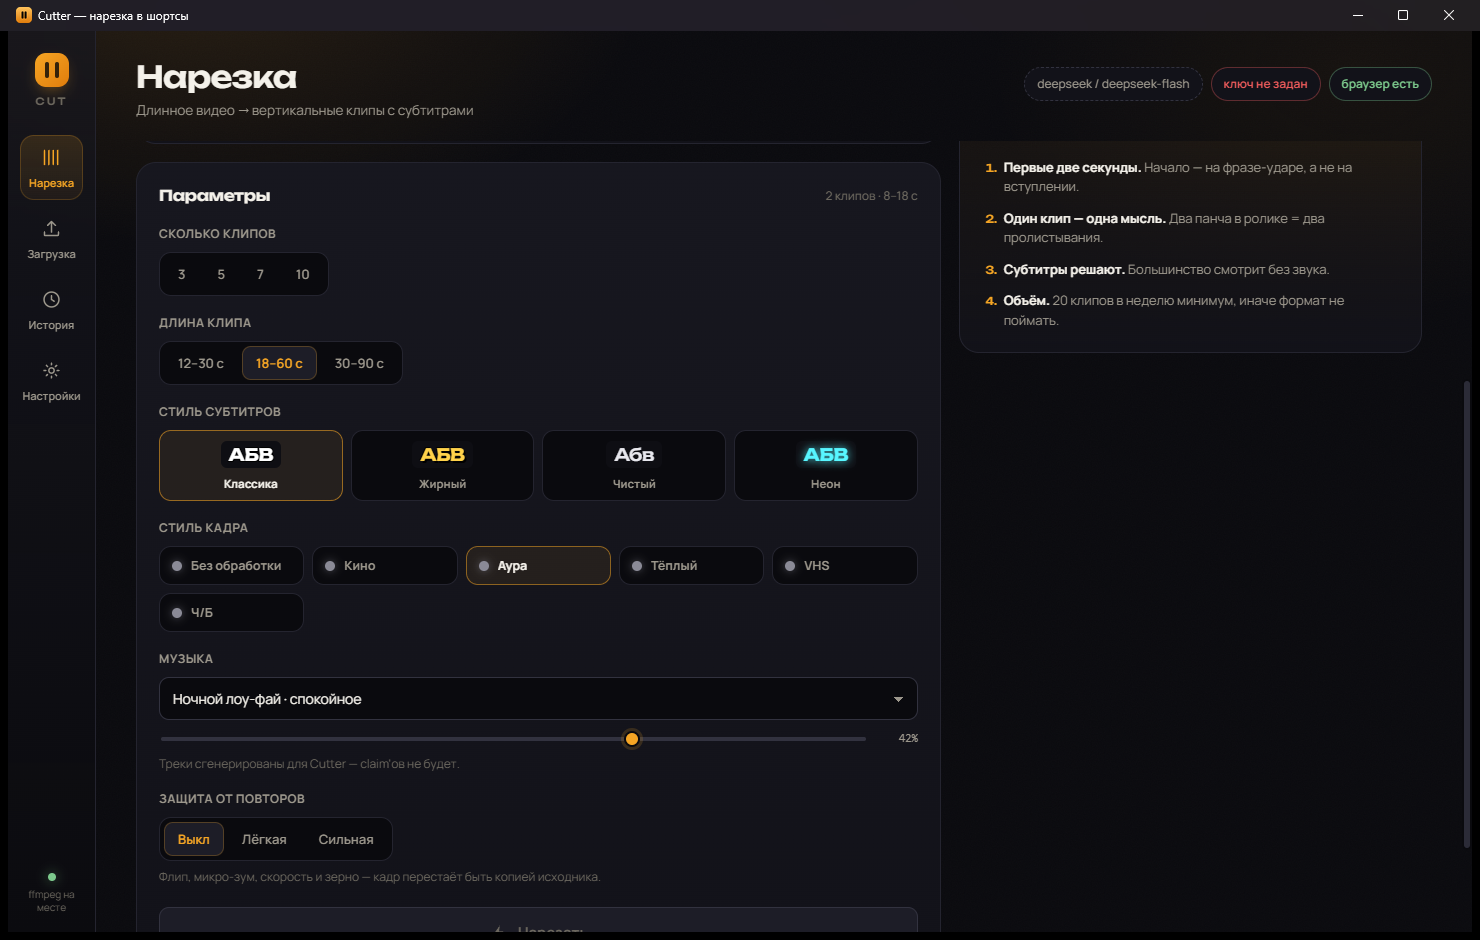 Cutter — нарезка в шортсы
CUT
Нарезка
Загрузка
История
Настройки
ffmpeg на
месте
Нарезка
Длинное видео → вертикальные клипы с субтитрами
deepseek / deepseek-flash
ключ не задан
браузер есть
Параметры
2 клипов · 8–18 с
СКОЛЬКО КЛИПОВ
3 5 7 10
ДЛИНА КЛИПА
12–30 с 18–60 с 30–90 с
СТИЛЬ СУБТИТРОВ
АБВ
Классика
АБВ
Жирный
Абв
Чистый
АБВ
Неон
СТИЛЬ КАДРА
Без обработки
Кино
Аура
Тёплый
VHS
Ч/Б
МУЗЫКА
Ночной лоу-фай · спокойное
42%
Треки сгенерированы для Cutter — claim'ов не будет.
ЗАЩИТА ОТ ПОВТОРОВ
Выкл Лёгкая Сильная
Флип, микро-зум, скорость и зерно — кадр перестаёт быть копией исходника.
Нарезать
1. Первые две секунды. Начало — на фразе-ударе, а не на
вступлении.
2. Один клип — одна мысль. Два панча в ролике = два
пролистывания.
3. Субтитры решают. Большинство смотрит без звука.
4. Объём. 20 клипов в неделю минимум, иначе формат не
поймать.